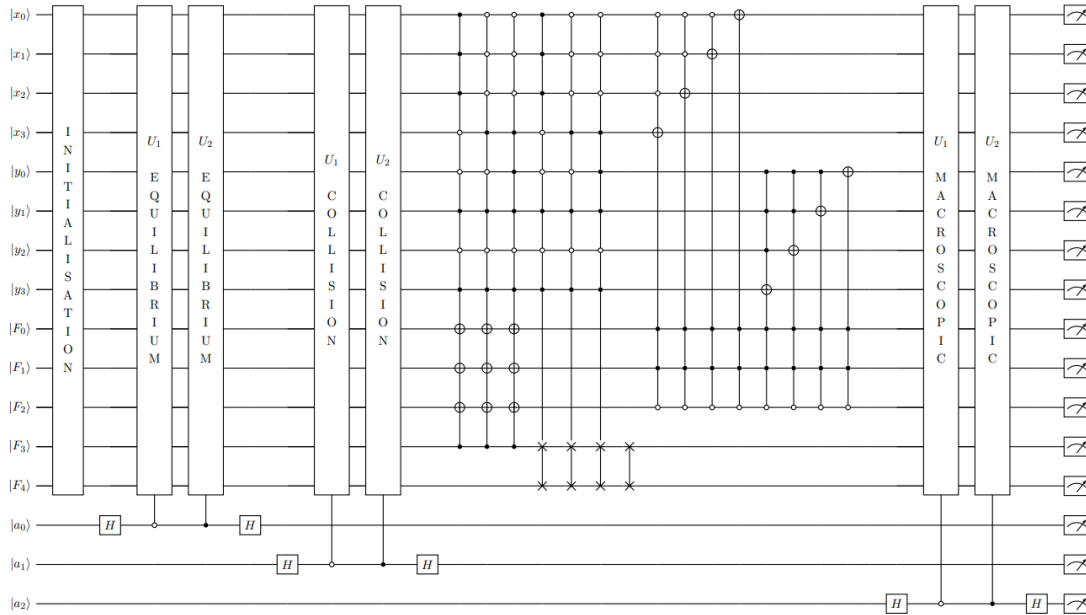 |x₀⟩
|x₁⟩
|x₂⟩
|x₃⟩
|y₀⟩
|y₁⟩
|y₂⟩
|y₃⟩
|F₀⟩
|F₁⟩
|F₂⟩
|F₃⟩
|F₄⟩
|a₀⟩
|a₁⟩
|a₂⟩
INITIALISATION
U₁ EQUILIBRIUM
U₂ EQUILIBRIUM
U₁ COLLISION
U₂ COLLISION
U₁ MACROSCOPIC
U₂ MACROSCOPIC
H
H
H
H
H
H